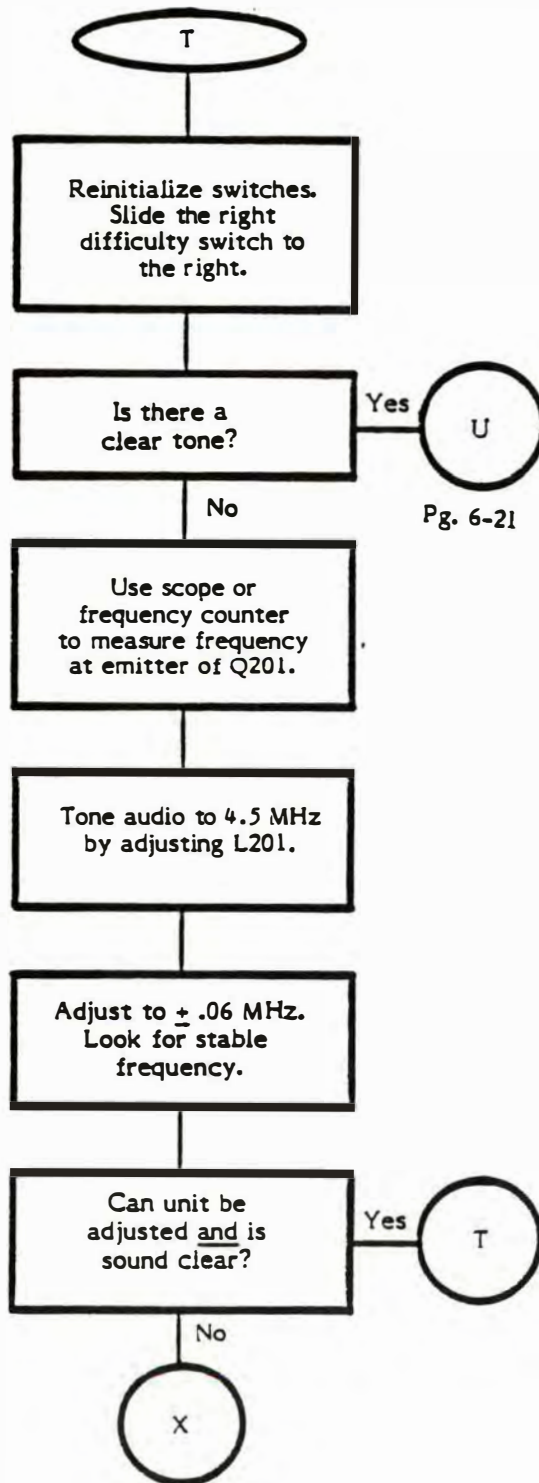 T
Reinitialize switches.
Slide the right
difficulty switch to
the right.
Is there a
clear tone?
Yes
U
Pg. 6-21
No
Use scope or
frequency counter
to measure frequency
at emitter of Q201.
Tone audio to 4.5 MHz
by adjusting L201.
Adjust to ± .06 MHz.
Look for stable
frequency.
Can unit be
adjusted and is
sound clear?
Yes
T
No
X